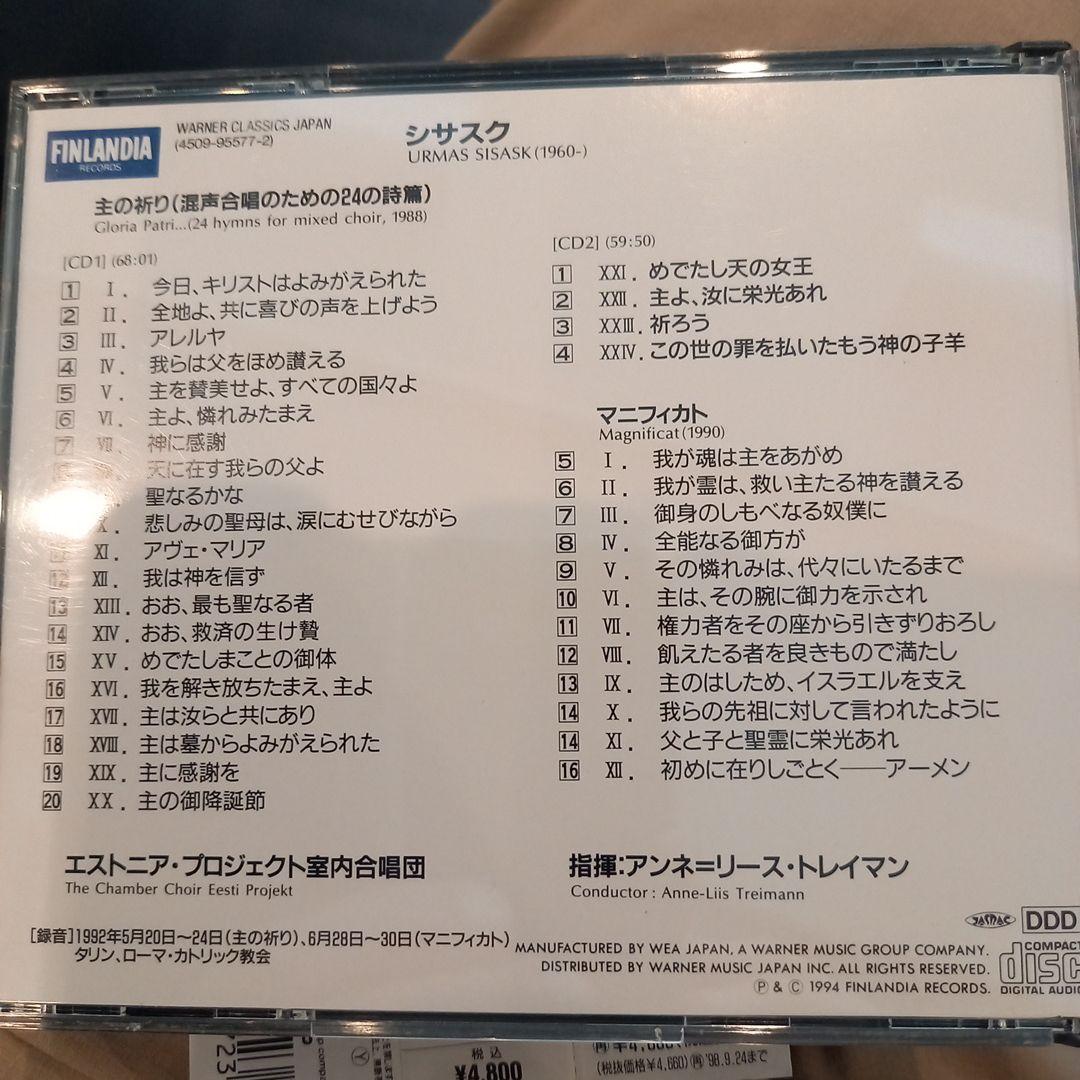 FINLANDIA
RECORDS
WARNER CLASSICS JAPAN
(4509-95577-2)
シサスク
URMAS SISASK (1960-)
主の祈り(混声合唱のための24の詩篇)
Gloria Patri...(24 hymns for mixed choir, 1988)
[CD1] (68:01)
1 I. 今日、キリストはよみがえられた
2 II. 全地よ、共に喜びの声を上げよう
3 III. アレルヤ
4 IV. 我らは父をほめ讃える
5 V. 主を賛美せよ、すべての国々よ
6 VI. 主よ、憐れみたまえ
7 VII. 神に感謝
天に在す我らの父よ
聖なるかな
X. 悲しみの聖母は、涙にむせびながら
XI. アヴェ・マリア
12 XII. 我は神を信ず
13 XIII. おお、最も聖なる者
14 XIV. おお、救済の生け贄
15 XV. めでたしまことの御体
16 XVI. 我を解き放ちたまえ、主よ
17 XVII. 主は汝らと共にあり
18 XVIII. 主は墓からよみがえられた
19 XIX. 主に感謝を
20 XX. 主の御降誕節
[CD2] (59:50)
1 XXI. めでたし天の女王
2 XXII. 主よ、汝に栄光あれ
3 XXIII. 祈ろう
4 XXIV. この世の罪を払いたもう神の子羊
マニフィカト
Magnificat (1990)
5 I. 我が魂は主をあがめ
6 II. 我が霊は、救い主たる神を讃える
7 III. 御身のしもべなる奴僕に
8 IV. 全能なる御方が
9 V. その憐れみは、代々にいたるまで
10 VI. 主は、その腕に御力を示され
11 VII. 権力者をその座から引きずりおろし
12 VIII. 飢えたる者を良きもので満たし
13 IX. 主のはしため、イスラエルを支え
14 X. 我らの先祖に対して言われたように
14 XI. 父と子と聖霊に栄光あれ
16 XII. 初めに在りしごとく――アーメン
エストニア・プロジェクト室内合唱団
The Chamber Choir Eesti Projekt
指揮:アンネ=リース・トレイマン
Conductor : Anne-Liis Treimann
[録音]1992年5月20日〜24日(主の祈り)、6月28日〜30日(マニフィカト)
タリン、ローマ・カトリック教会
JASRAC
DDD
MANUFACTURED BY WEA JAPAN, A WARNER MUSIC GROUP COMPANY.
DISTRIBUTED BY WARNER MUSIC JAPAN INC. ALL RIGHTS RESERVED.
Ⓟ & © 1994 FINLANDIA RECORDS.
COMPACT
disc
DIGITAL AUDIO
税込
¥4,800
(税抜価格¥4,660) 再 '98.9.24まで